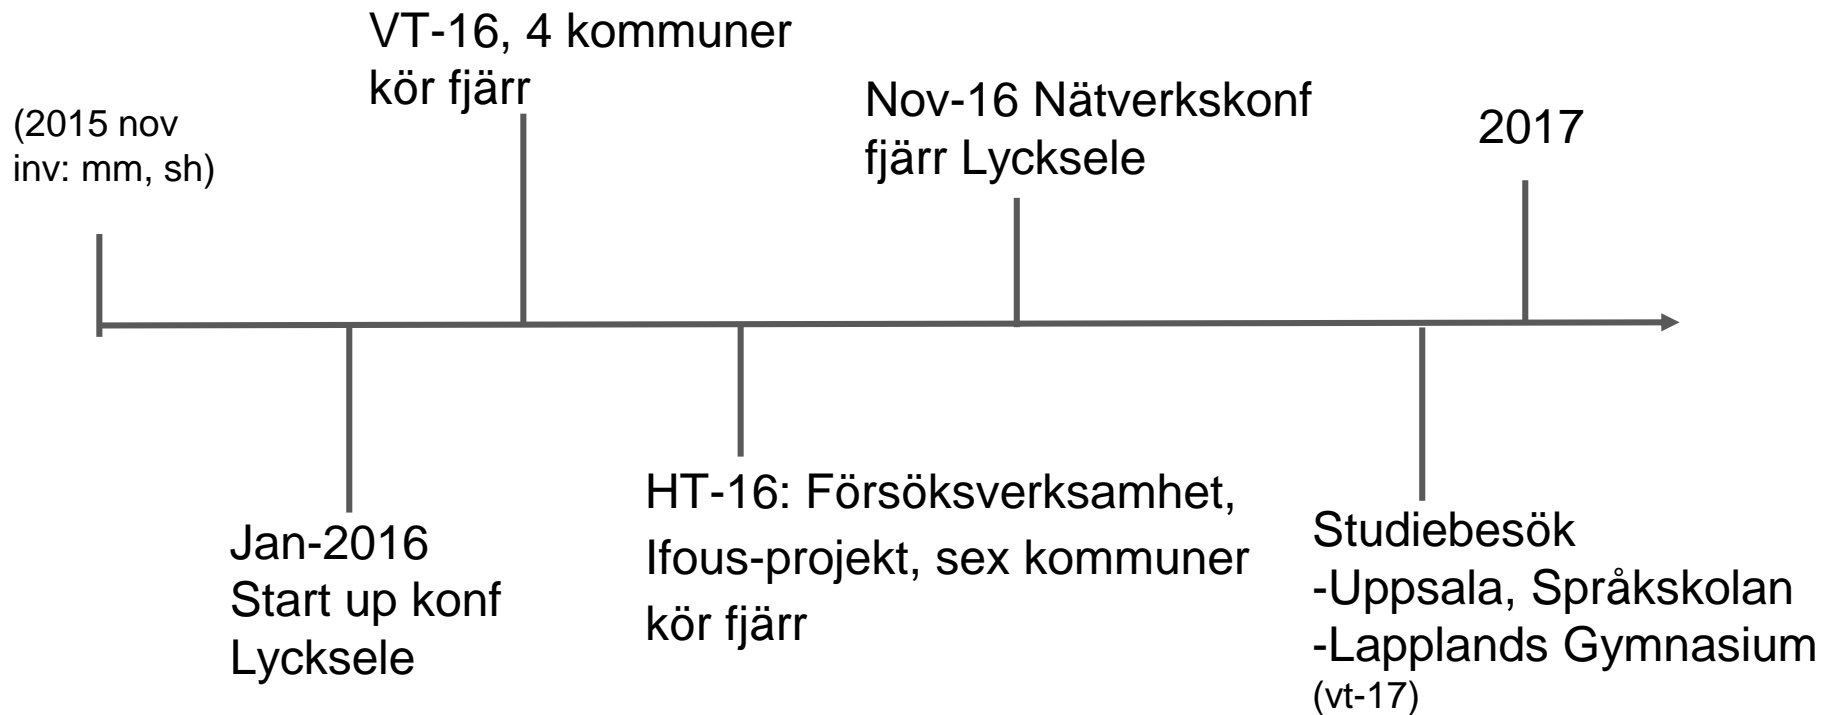 (2015 nov
inv: mm, sh)
Jan-2016
Start up konf
Lycksele
VT-16, 4 kommuner
kör fjärr
HT-16: Försöksverksamhet,
Ifous-projekt, sex kommuner
kör fjärr
Nov-16 Nätverkskonf
fjärr Lycksele
Studiebesök
-Uppsala, Språkskolan
-Lapplands Gymnasium
(vt-17)
2017